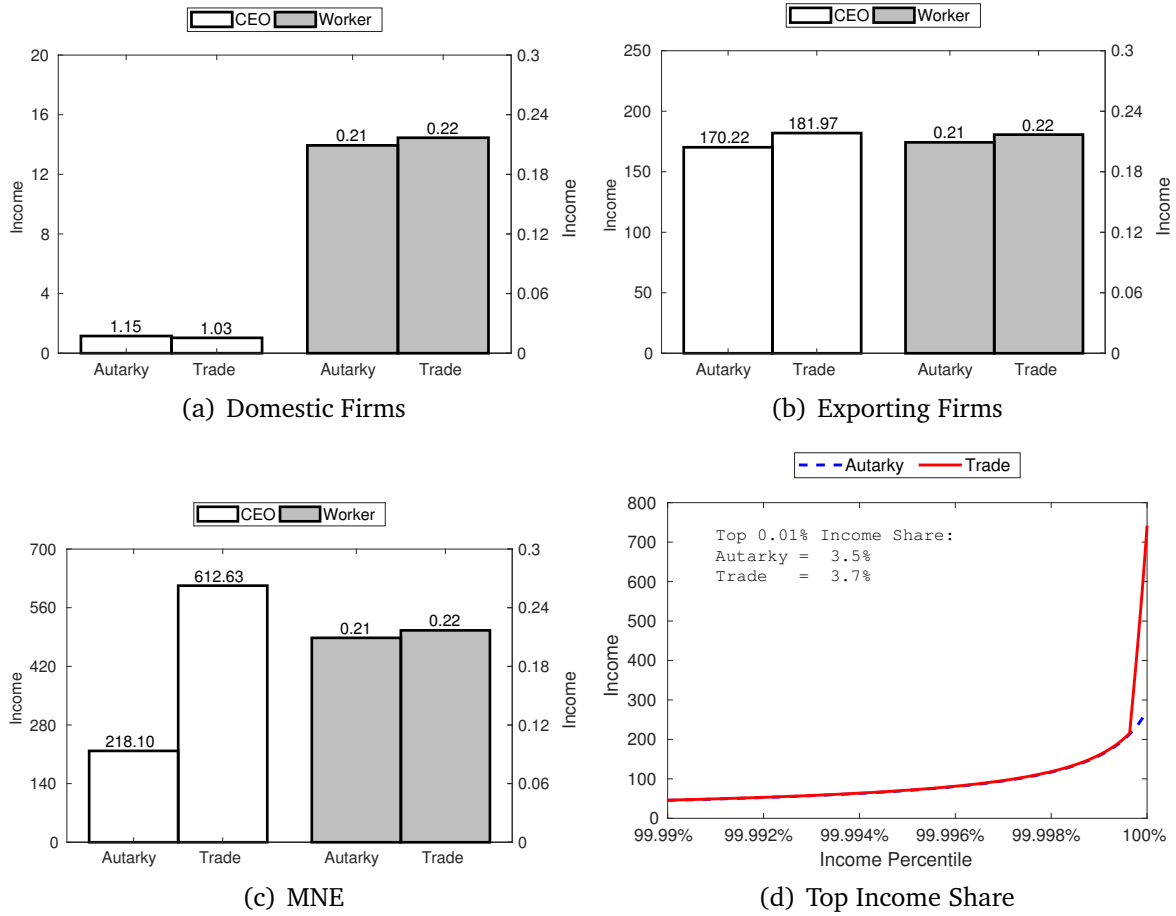 CEO Worker
20 0.3
16 0.24
12 0.18
8 0.12
4 0.06
0 0
Income
Income
1.15 1.03 0.21 0.22
Autarky Trade Autarky Trade
(a) Domestic Firms
CEO Worker
250 0.3
200 0.24
150 0.18
100 0.12
50 0.06
0 0
Income
Income
170.22 181.97 0.21 0.22
Autarky Trade Autarky Trade
(b) Exporting Firms
CEO Worker
700 0.3
560 0.24
420 0.18
280 0.12
140 0.06
0 0
Income
Income
218.10 612.63 0.21 0.22
Autarky Trade Autarky Trade
(c) MNE
Autarky Trade
800
700
600
500
400
300
200
100
0
Income
Top 0.01% Income Share:
Autarky = 3.5%
Trade = 3.7%
99.99% 99.992% 99.994% 99.996% 99.998% 100%
Income Percentile
(d) Top Income Share